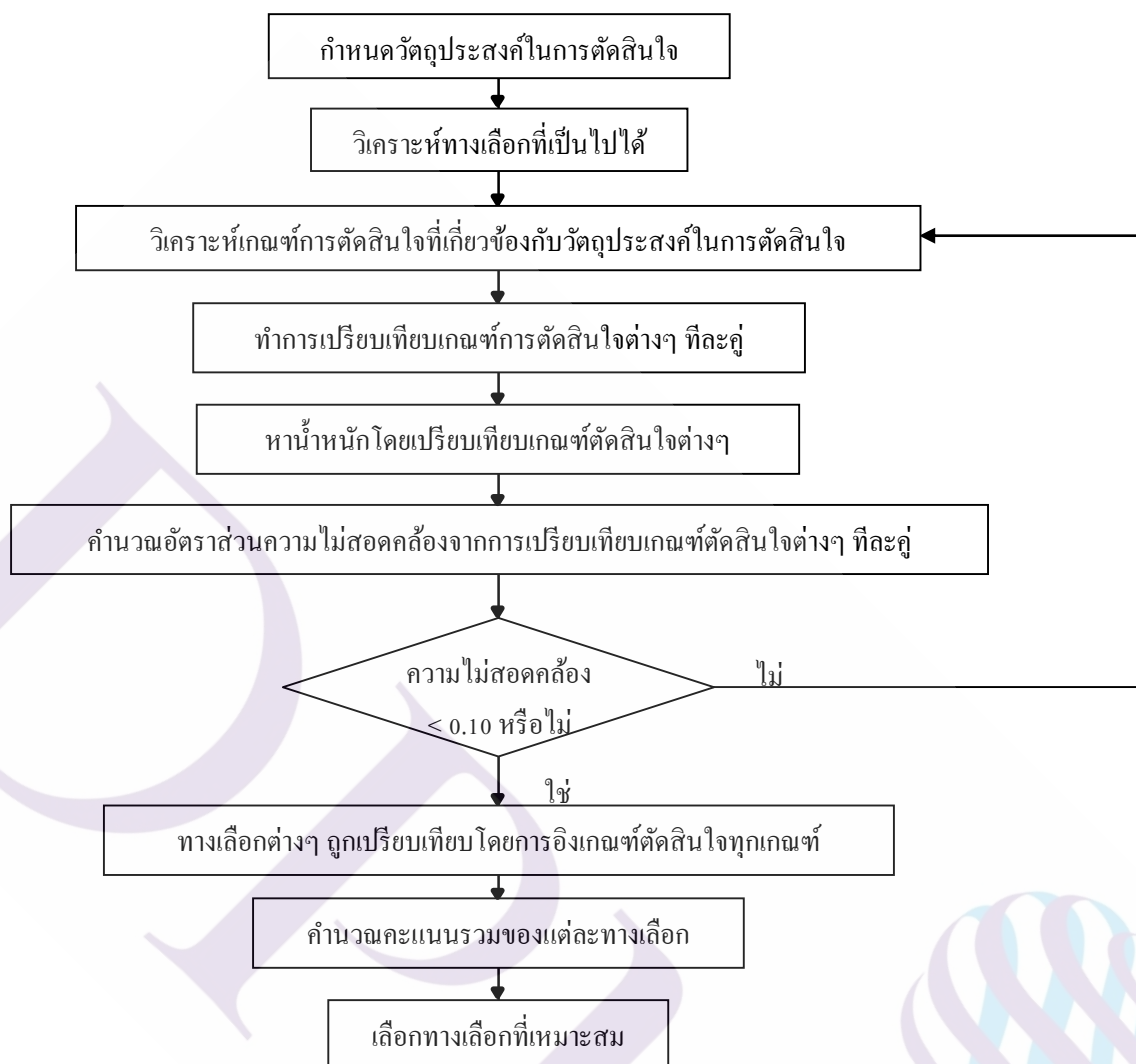 กำหนดวัตถุประสงค์ในการตัดสินใจ
วิเคราะห์ทางเลือกที่เป็นไปได้
วิเคราะห์เกณฑ์การตัดสินใจที่เกี่ยวข้องกับวัตถุประสงค์ในการตัดสินใจ
ทำการเปรียบเทียบเกณฑ์การตัดสินใจต่างๆ ทีละคู่
หาน้ำหนักโดยเปรียบเทียบเกณฑ์ตัดสินใจต่างๆ
คำนวณอัตราส่วนความไม่สอดคล้องจากการเปรียบเทียบเกณฑ์ตัดสินใจต่างๆ ทีละคู่
ความไม่สอดคล้อง
< 0.10 หรือไม่
ไม่
ใช่
ทางเลือกต่างๆ ถูกเปรียบเทียบโดยการอิงเกณฑ์ตัดสินใจทุกเกณฑ์
คำนวณคะแนนรวมของแต่ละทางเลือก
เลือกทางเลือกที่เหมาะสม